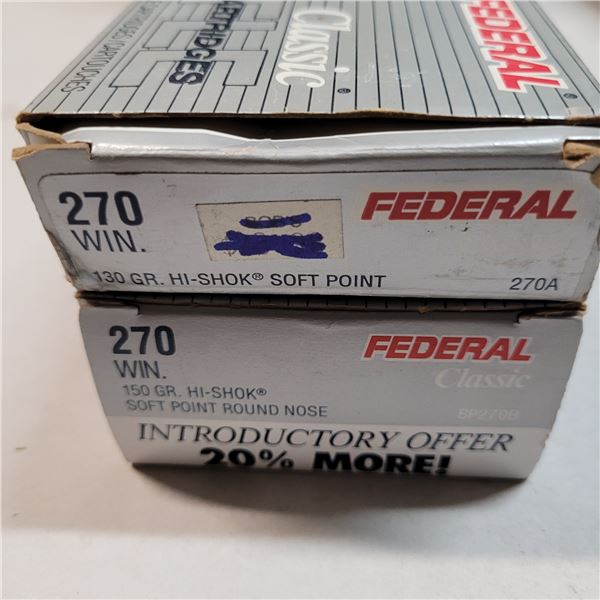 FEDERAL®
Classic®
270
WIN.
FEDERAL
130 GR. HI-SHOK® SOFT POINT
270A
270
WIN.
FEDERAL
Classic
150 GR. HI-SHOK®
SOFT POINT ROUND NOSE
BP270B
INTRODUCTORY OFFER
20% MORE!